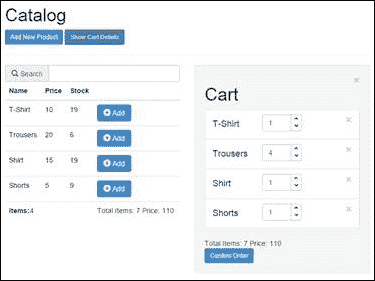 Catalog
Add New Product Show Cart Details
Search
Name Price Stock
T-Shirt 10 19 Add
Trousers 20 6 Add
Shirt 15 19 Add
Shorts 5 9 Add
Items:4 Total Items: 7 Price: 110
×
Cart
T-Shirt 1 ×
Trousers 4 ×
Shirt 1 ×
Shorts 1 ×
Total Items: 7 Price: 110
Confirm Order